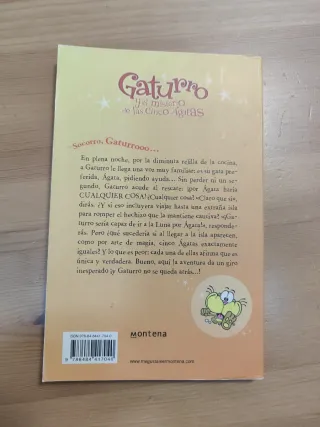 Gaturro
y el misterio
de las Cinco Ágatas
Socorro, Gaturrooo...
En plena noche, por la diminuta rejilla de la cocina,
a Gaturro le llega una voz muy familiar: es su gata pre-
ferida, Ágata, pidiendo ayuda... Sin perder ni un se-
gundo, Gaturro acude al rescate: ¡por Ágata haría
CUALQUIER COSA! ¿Cualquier cosa? «Claro que sí»,
dirás. ¿Y si eso incluyera viajar hasta una extraña isla
para romper el hechizo que la mantiene cautiva? «¡Ga-
turro sería capaz de ir a la Luna por Ágata!», responde-
rás. Pero ¿qué sucedería si al llegar a la isla aparecen,
como por arte de magia, cinco Ágatas exactamente
iguales? Y lo que es peor: cada una de ellas afirma que es
única y verdadera. Bueno, aquí la aventura da un giro
inesperado ¡y Gaturro no se queda atrás...!
montena
9 788484